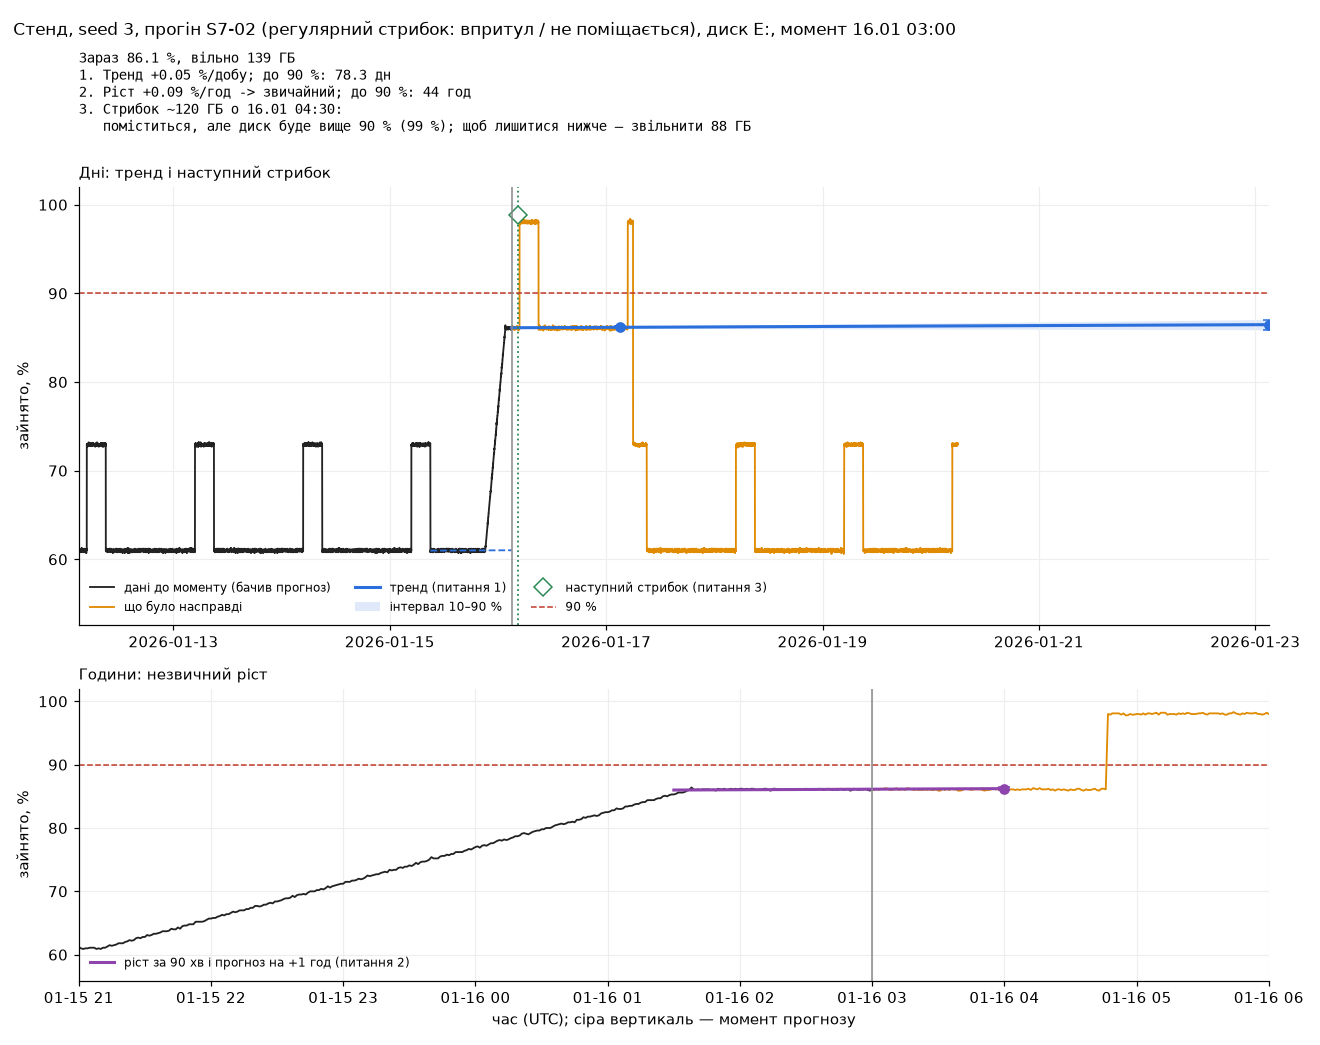 Стенд, seed 3, прогін S7-02 (регулярний стрибок: впритул / не поміщається), диск E:, момент 16.01 03:00
Зараз 86.1 %, вільно 139 ГБ
1. Тренд +0.05 %/добу; до 90 %: 78.3 дн
2. Ріст +0.09 %/год -> звичайний; до 90 %: 44 год
3. Стрибок ~120 ГБ о 16.01 04:30:
поміститься, але диск буде вище 90 % (99 %); щоб лишитися нижче — звільнити 88 ГБ
Дні: тренд і наступний стрибок
100
90
80
70
60
зайнято, %
дані до моменту (бачив прогноз)
що було насправді
тренд (питання 1)
інтервал 10–90 %
наступний стрибок (питання 3)
90 %
2026-01-13
2026-01-15
2026-01-17
2026-01-19
2026-01-21
2026-01-23
Години: незвичний ріст
100
90
80
70
60
зайнято, %
ріст за 90 хв і прогноз на +1 год (питання 2)
01-15 21
01-15 22
01-15 23
01-16 00
01-16 01
01-16 02
01-16 03
01-16 04
01-16 05
01-16 06
час (UTC); сіра вертикаль — момент прогнозу